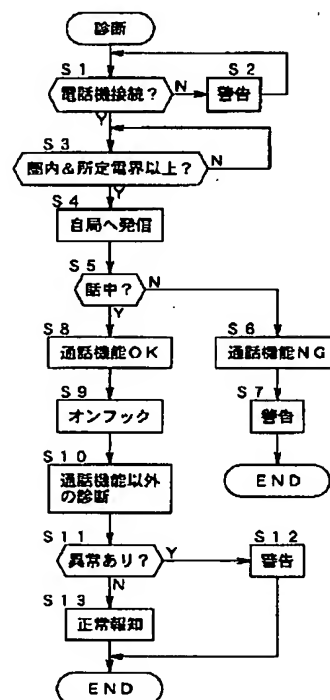 診断
S1
電話機接続?
N
S2
警告
Y
S3
圏内&所定電界以上?
N
Y
S4
自局へ発信
S5
話中?
N
Y
S8
通話機能OK
S6
通話機能NG
S9
オンフック
S7
警告
END
S10
通話機能以外
の診断
S11
異常あり?
Y
S12
警告
N
S13
正常報知
END